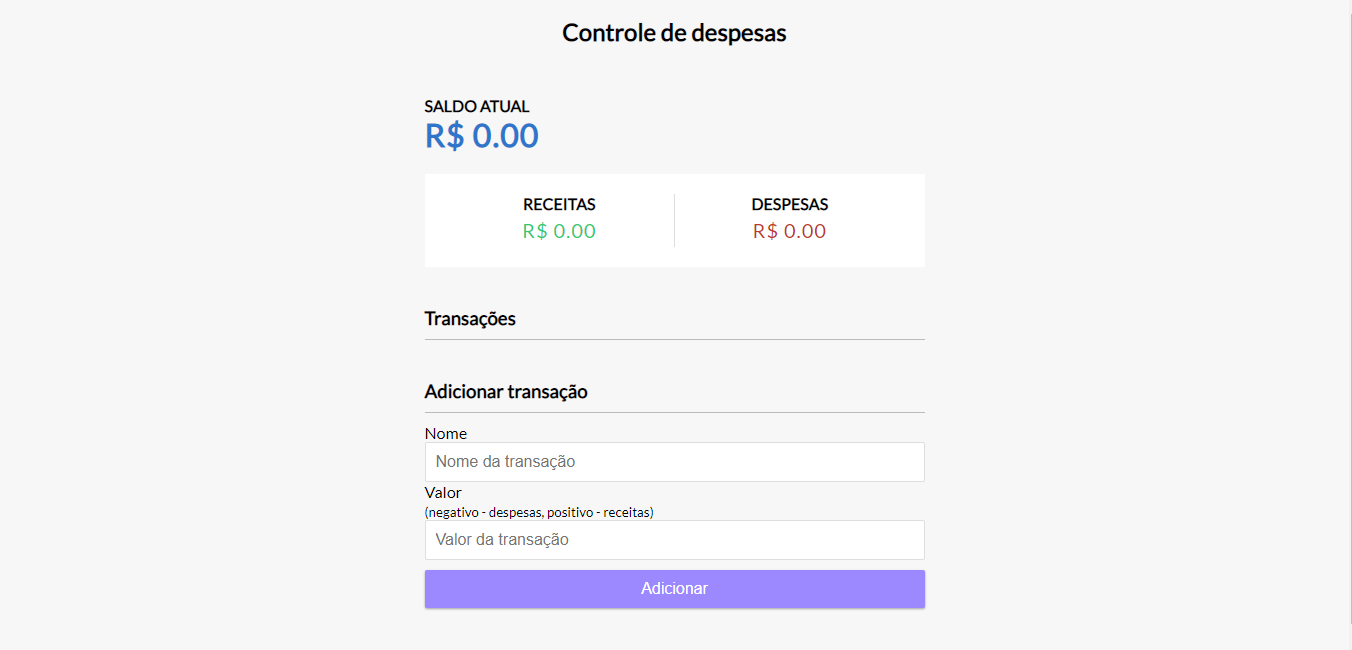 Controle de despesas
SALDO ATUAL
R$ 0.00
RECEITAS
R$ 0.00
DESPESAS
R$ 0.00
Transações
Adicionar transação
Nome
Nome da transação
Valor
(negativo - despesas, positivo - receitas)
Valor da transação
Adicionar